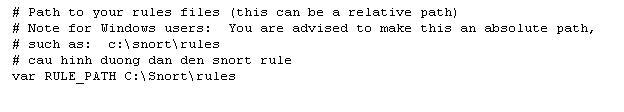 # Path to your rules files (this can be a relative path)
# Note for Windows users:  You are advised to make this an absolute path,
# such as:  c:\snort\rules
# cau hinh duong dan den snort rule
var RULE_PATH C:\Snort\rules